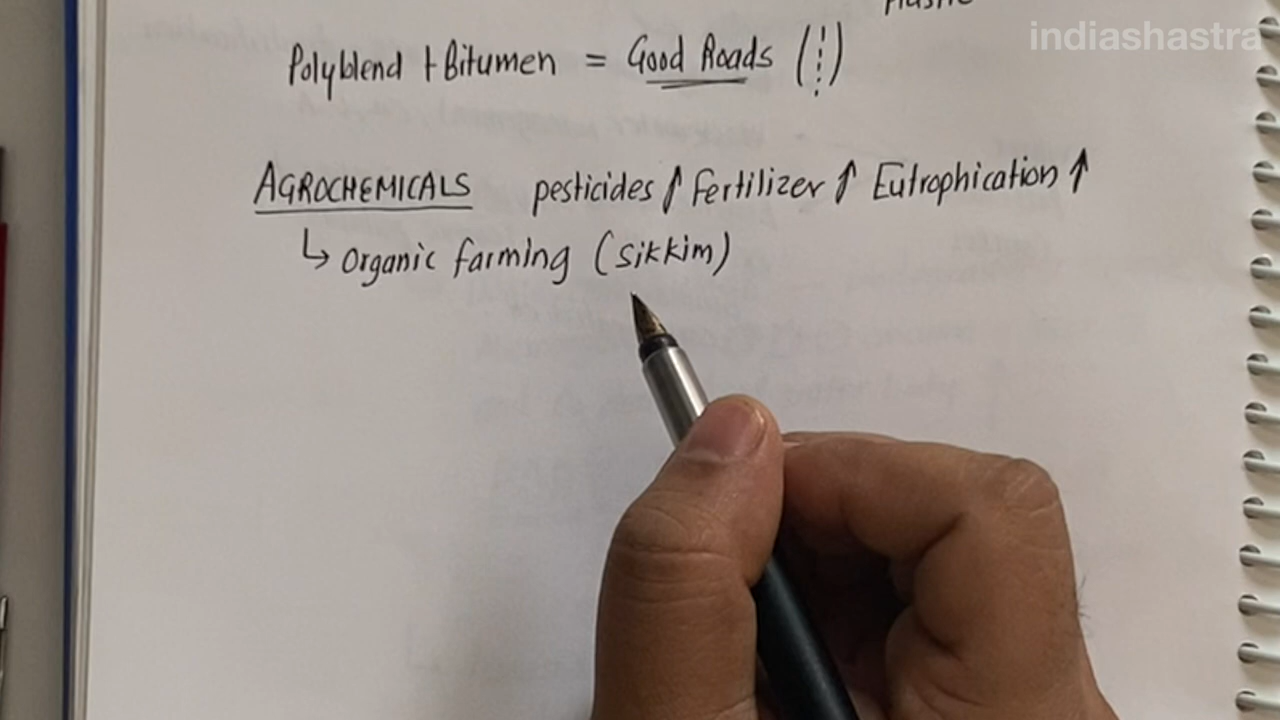 indiashastra
Polyblend + Bitumen = Good Roads
AGROCHEMICALS pesticides ↑ Fertilizer ↑ Eutrophication ↑
↳ Organic farming (Sikkim)